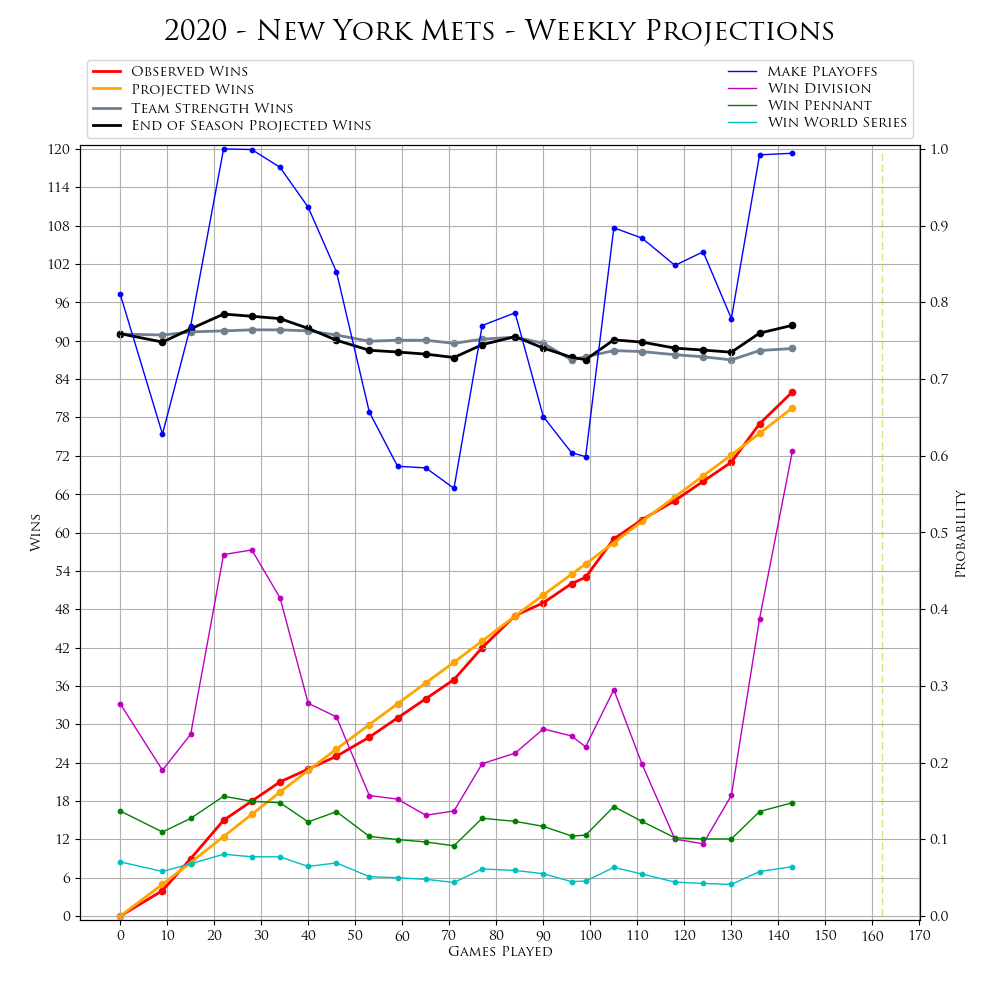 2020 - New York Mets - Weekly Projections
Observed Wins
Projected Wins
Team Strength Wins
End of Season Projected Wins
Make Playoffs
Win Division
Win Pennant
Win World Series
120
114
108
102
96
90
84
78
72
66
60
54
48
42
36
30
24
18
12
6
0
Wins
1.0
0.9
0.8
0.7
0.6
0.5
0.4
0.3
0.2
0.1
0.0
Probability
0 10 20 30 40 50 60 70 80 90 100 110 120 130 140 150 160 170
Games Played